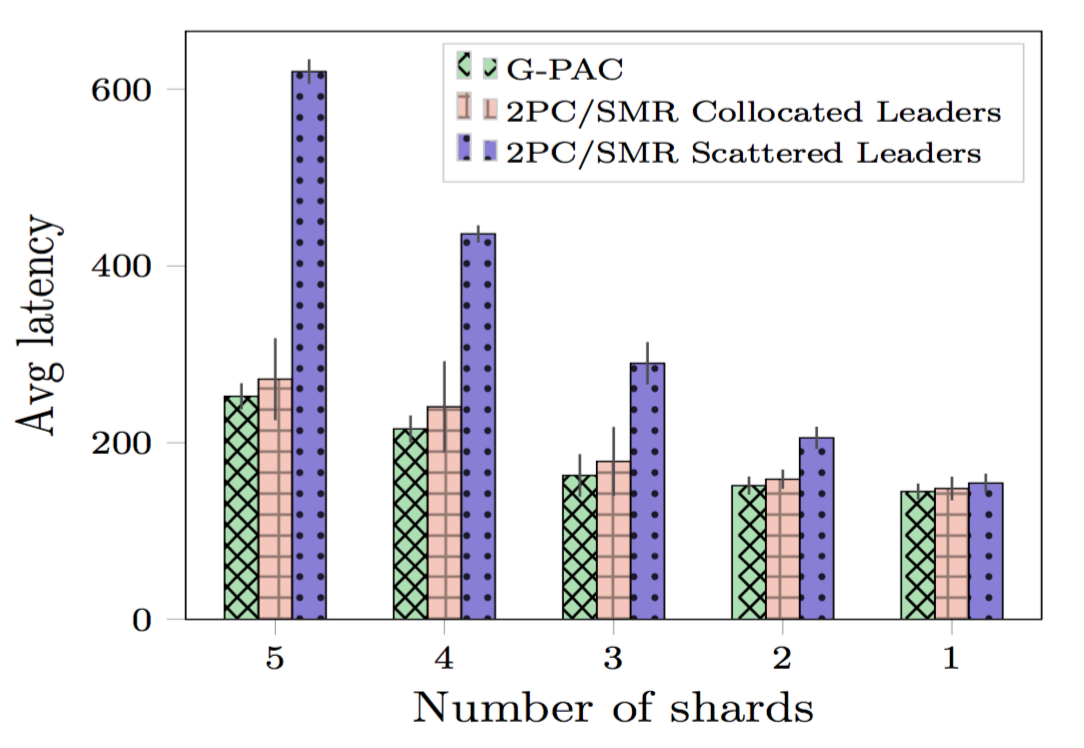 G-PAC
2PC/SMR Collocated Leaders
2PC/SMR Scattered Leaders
Avg latency
600
400
200
0
5 4 3 2 1
Number of shards